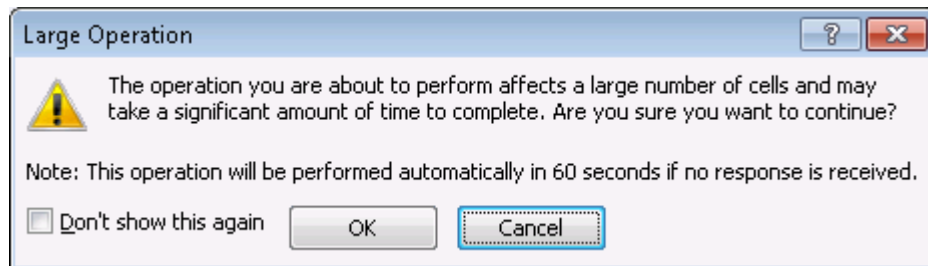 Large Operation
The operation you are about to perform affects a large number of cells and may
take a significant amount of time to complete. Are you sure you want to continue?
Note: This operation will be performed automatically in 60 seconds if no response is received.
Don't show this again OK Cancel